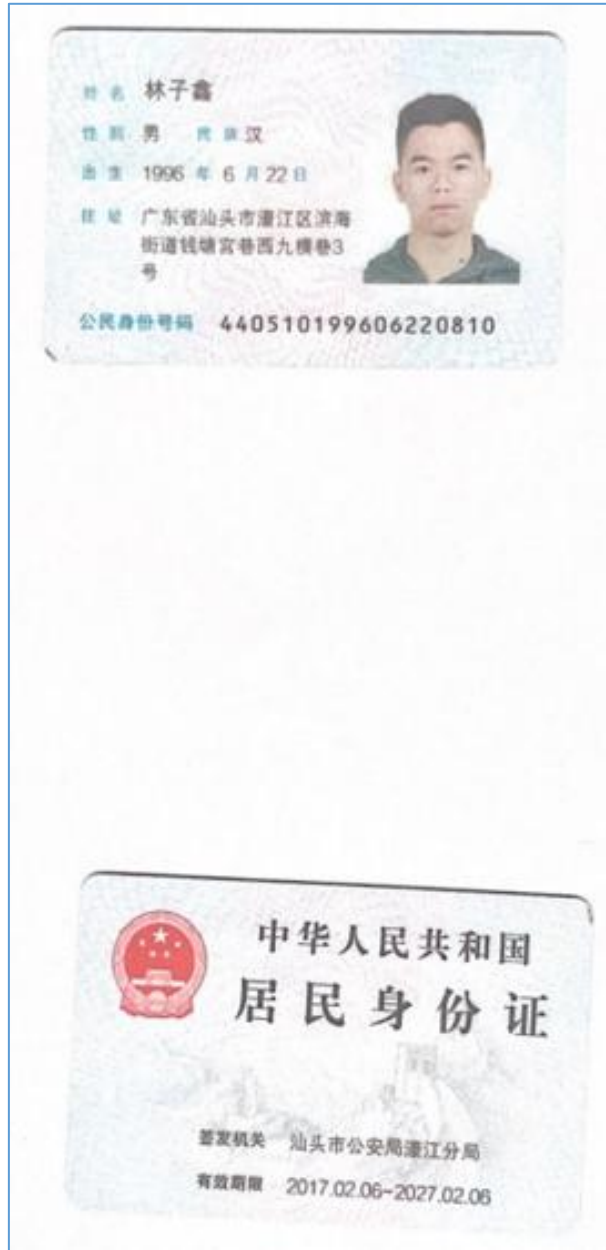 姓名 林子鑫
性别 男 民族 汉
出生 1996 年 6 月 22 日
住址 广东省汕头市濠江区滨海
街道钱塘宫巷西九横巷3
号
公民身份号码 440510199606220810
中华人民共和国
居民身份证
签发机关 汕头市公安局濠江分局
有效期限 2017.02.06-2027.02.06